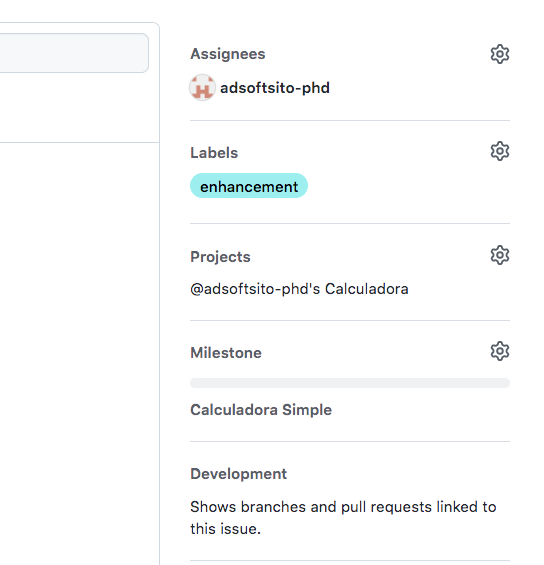 Assignees
adsoftsito-phd
Labels
enhancement
Projects
@adsoftsito-phd's Calculadora
Milestone
Calculadora Simple
Development
Shows branches and pull requests linked to
this issue.